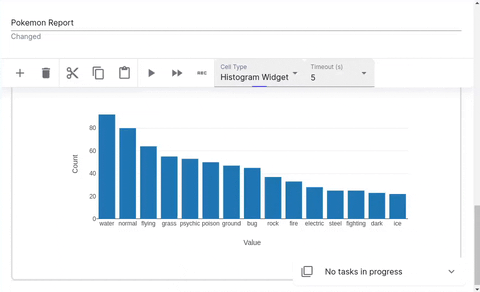 Pokemon Report
Changed
Cell Type
Histogram Widget
Timeout (s)
5
REC
Count
80
60
40
20
0
water normal flying grass psychic poison ground bug rock fire electric steel fighting dark ice
Value
No tasks in progress